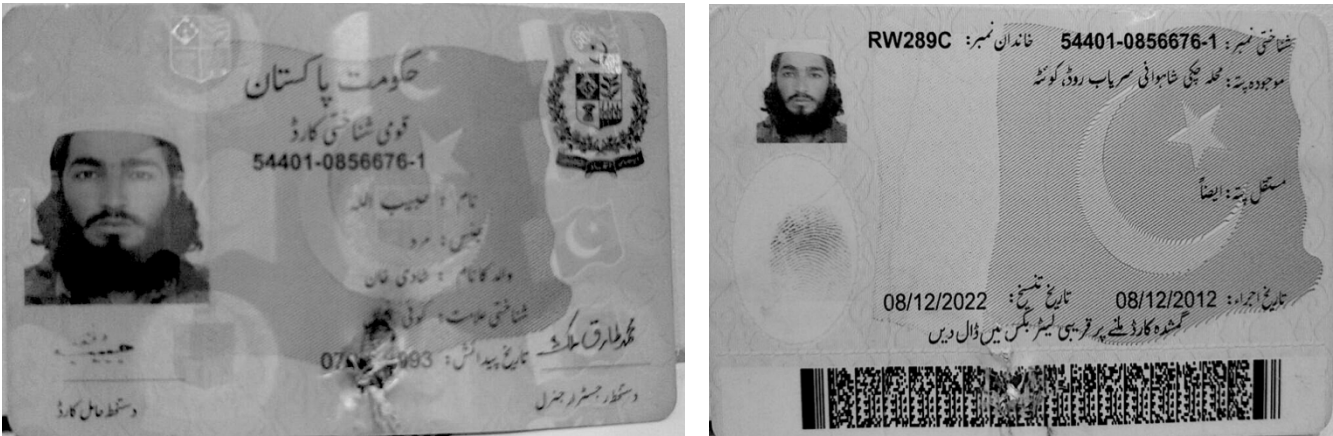 حکومت پاکستان
قومی شناختی کارڈ
54401-0856676-1
نام : حبیب اللہ
جنس : مرد
ولد کا نام : شادی خان
شناختی علامت : کوئی
تاریخ پیدائش : 993
محمد طارق ملک
دستخط رجسٹرار جنرل
دستخط حامل کارڈ
شناختی نمبر : 54401-0856676-1 خاندان نمبر : RW289C
موجودہ پتہ : محلہ چکی شاہوانی سریاب روڈ، کوئٹہ
مستقل پتہ : ایضاً
تاریخ اجراء : 08/12/2012 تاریخ تنسیخ : 08/12/2022
گمشدہ کارڈ ملنے پر قریبی لیٹر بکس میں ڈال دیں